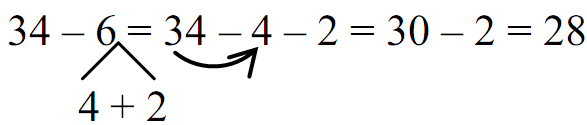 34 – 6 = 34 – 4 – 2 = 30 – 2 = 28
4 + 2